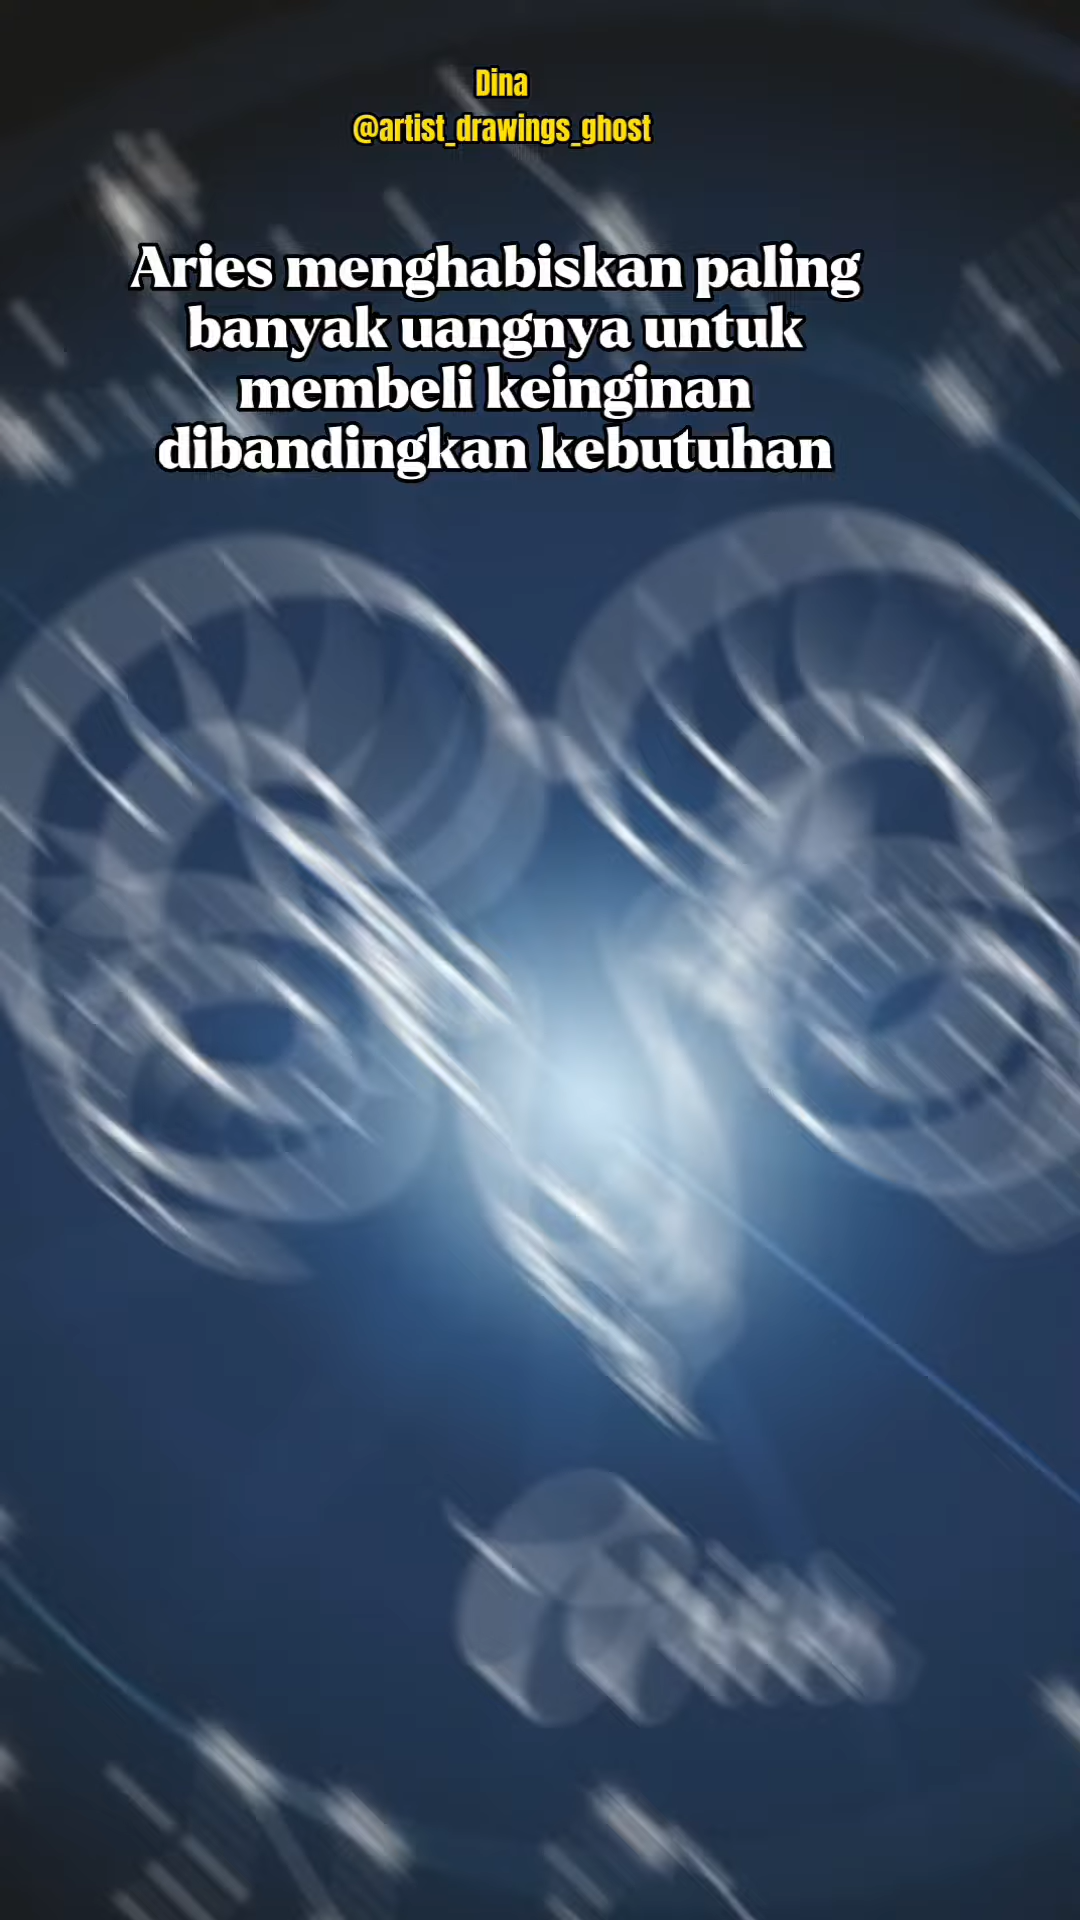 Dina
@artist_drawings_ghost
Aries menghabiskan paling
banyak uangnya untuk
membeli keinginan
dibandingkan kebutuhan